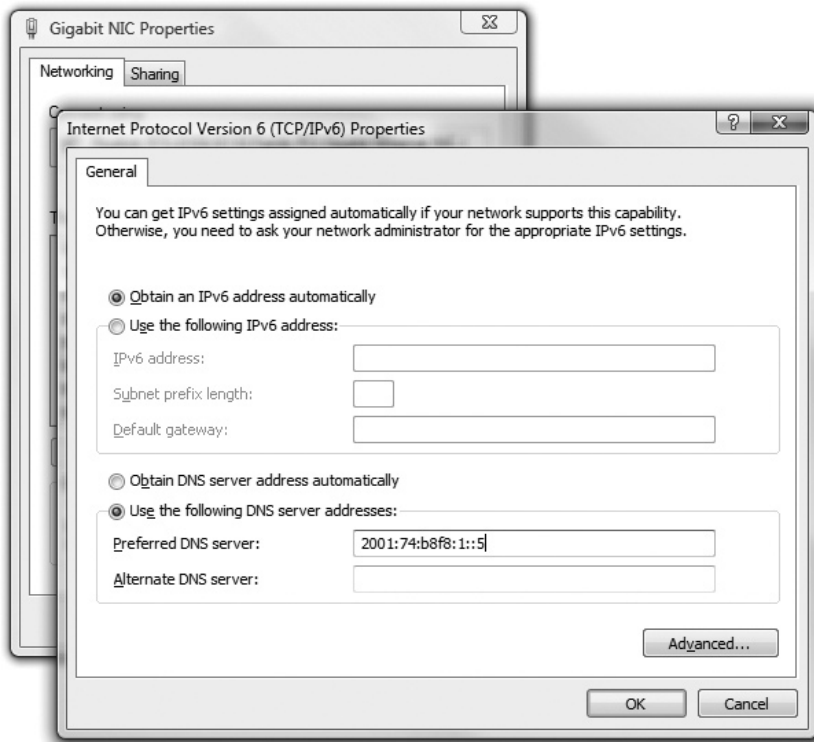 Gigabit NIC Properties
Networking
Sharing
Internet Protocol Version 6 (TCP/IPv6) Properties
General
You can get IPv6 settings assigned automatically if your network supports this capability.
Otherwise, you need to ask your network administrator for the appropriate IPv6 settings.
Obtain an IPv6 address automatically
Use the following IPv6 address:
IPv6 address:
Subnet prefix length:
Default gateway:
Obtain DNS server address automatically
Use the following DNS server addresses:
Preferred DNS server: 2001:74:b8f8:1::5
Alternate DNS server:
Advanced...
OK Cancel